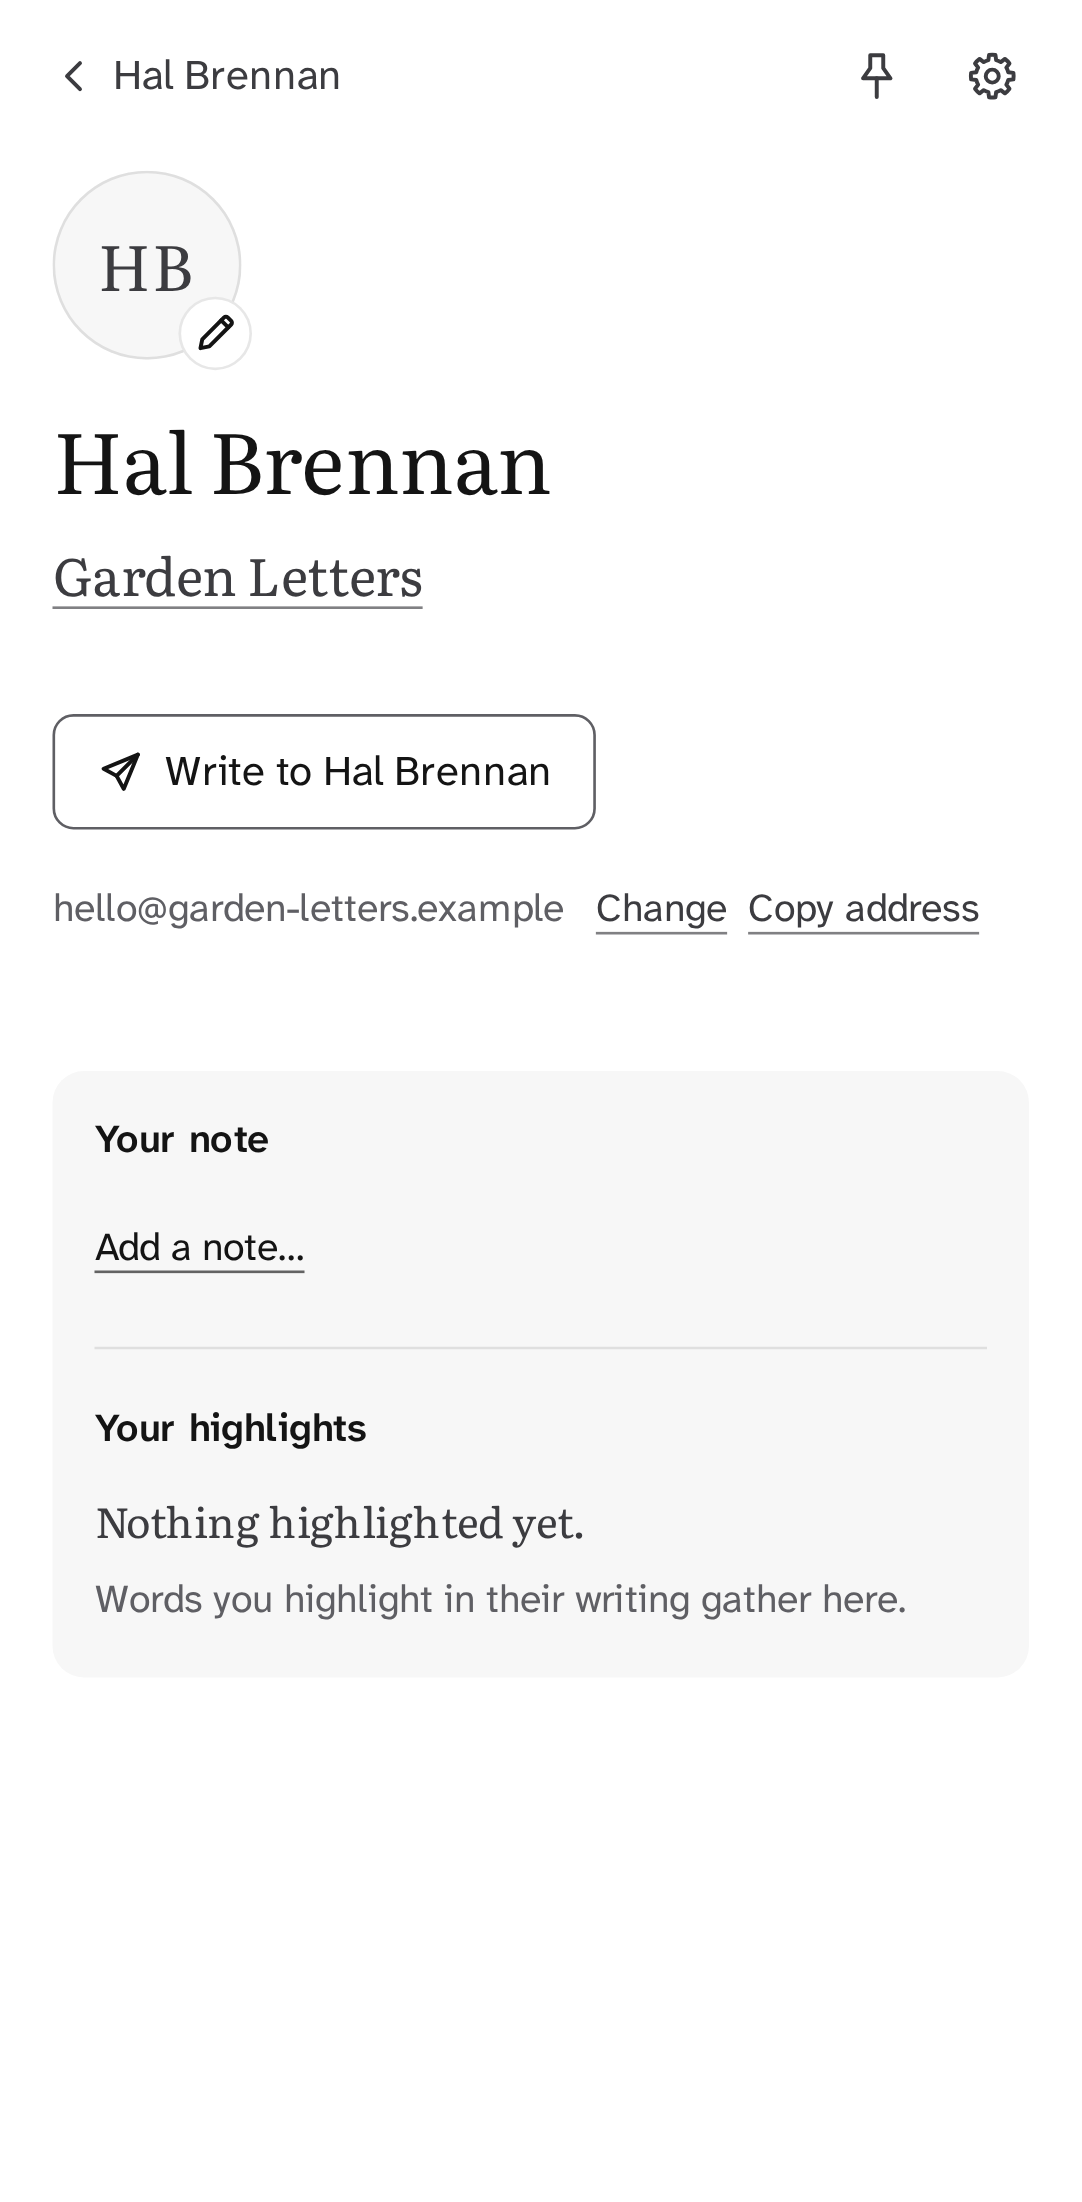 Hal Brennan
HB
Hal Brennan
Garden Letters
Write to Hal Brennan
hello@garden-letters.example Change Copy address
Your note
Add a note...
Your highlights
Nothing highlighted yet.
Words you highlight in their writing gather here.